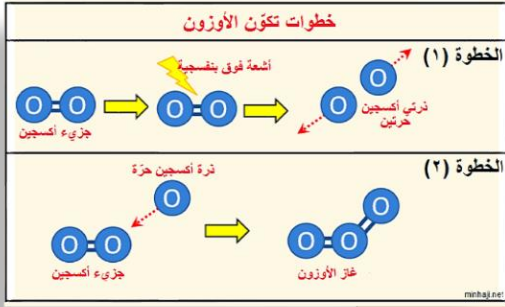 خطوات تكوّن الأوزون
الخطوة (١)
أشعة فوق بنفسجية
O=O
O=O
O
O
جزيء أكسجين
ذرتي أكسجين
حرتين
الخطوة (٢)
ذرة أكسجين حرّة
O
O=O
O=O
O
جزيء أكسجين
غاز الأوزون
minhaji.net